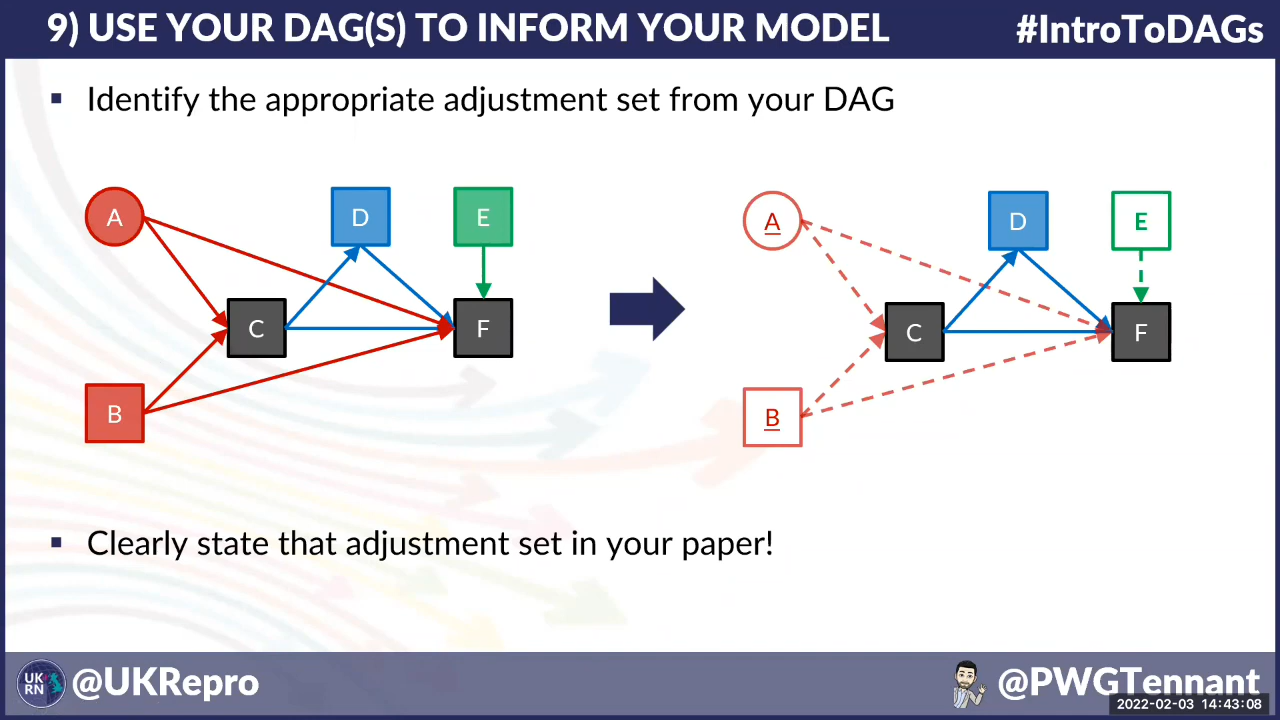 9) USE YOUR DAG(S) TO INFORM YOUR MODEL
#IntroToDAGs
Identify the appropriate adjustment set from your DAG
A
D
E
C
F
B
A
D
E
C
F
B
Clearly state that adjustment set in your paper!
UK
RN
@UKRepro
@PWGTennant
2022-02-03 14:43:08